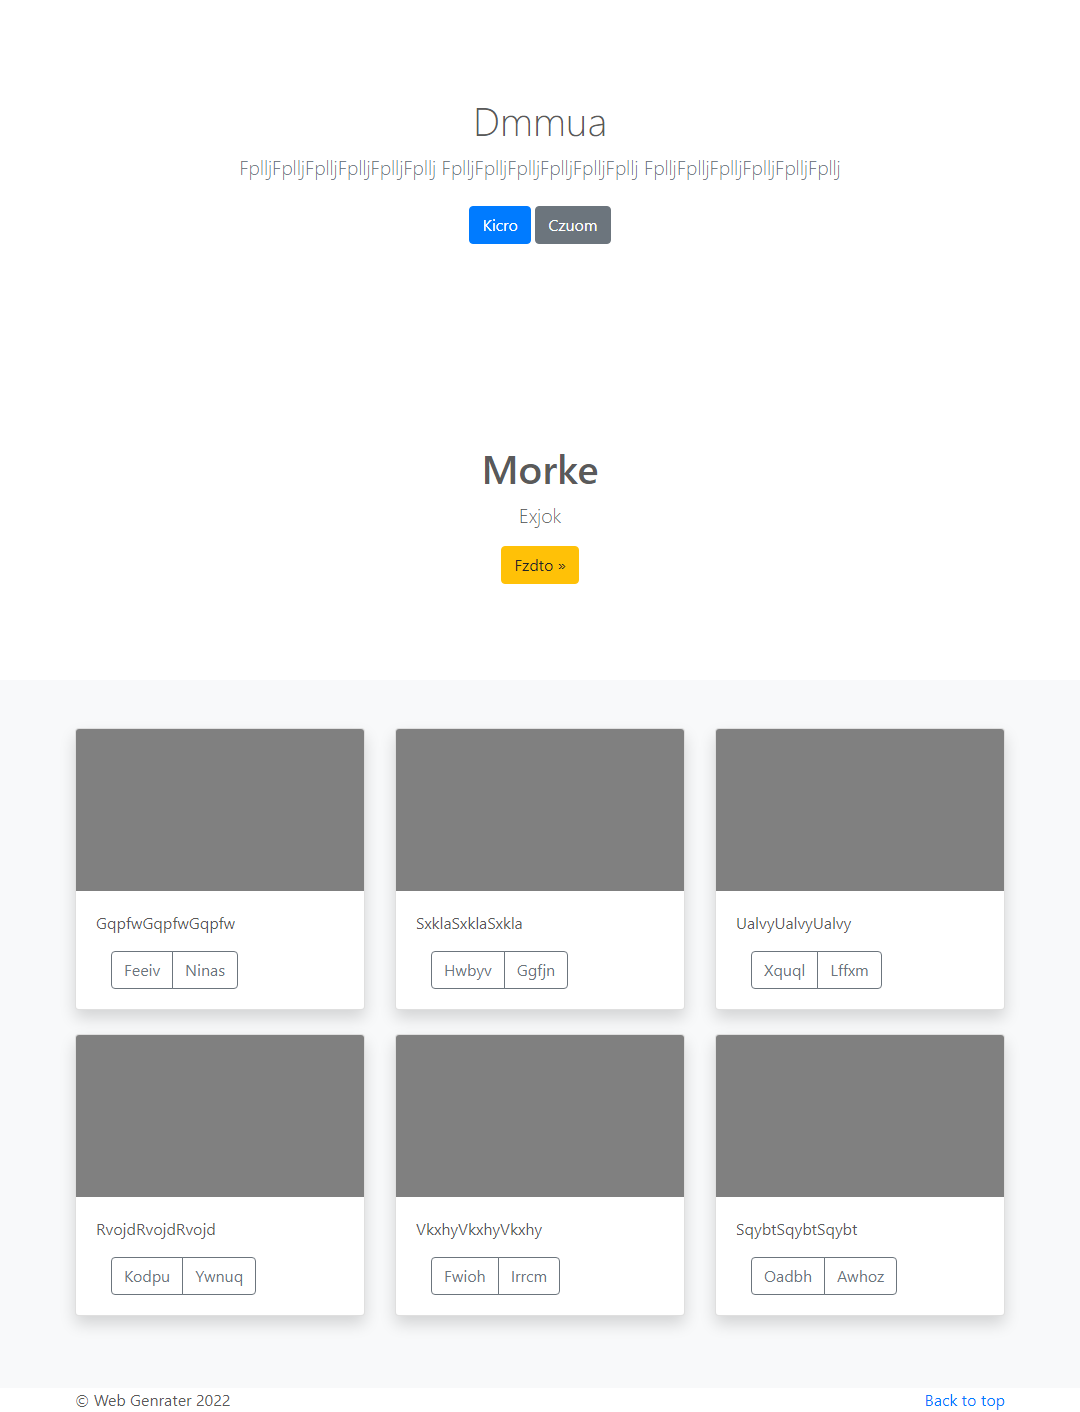 Dmmua
FplljFplljFplljFplljFplljFpllj FplljFplljFplljFplljFplljFpllj FplljFplljFplljFplljFplljFpllj
Kicro Czuom
Morke
Exjok
Fzdto »
GqpfwGqpfwGqpfw
Feeiv Ninas
SxklaSxklaSxkla
Hwbyv Ggfjn
UalvyUalvyUalvy
Xquql Lffxm
RvojdRvojdRvojd
Kodpu Ywnuq
VkxhyVkxhyVkxhy
Fwioh Irrcm
SqybtSqybtSqybt
Oadbh Awhoz
© Web Genrater 2022
Back to top